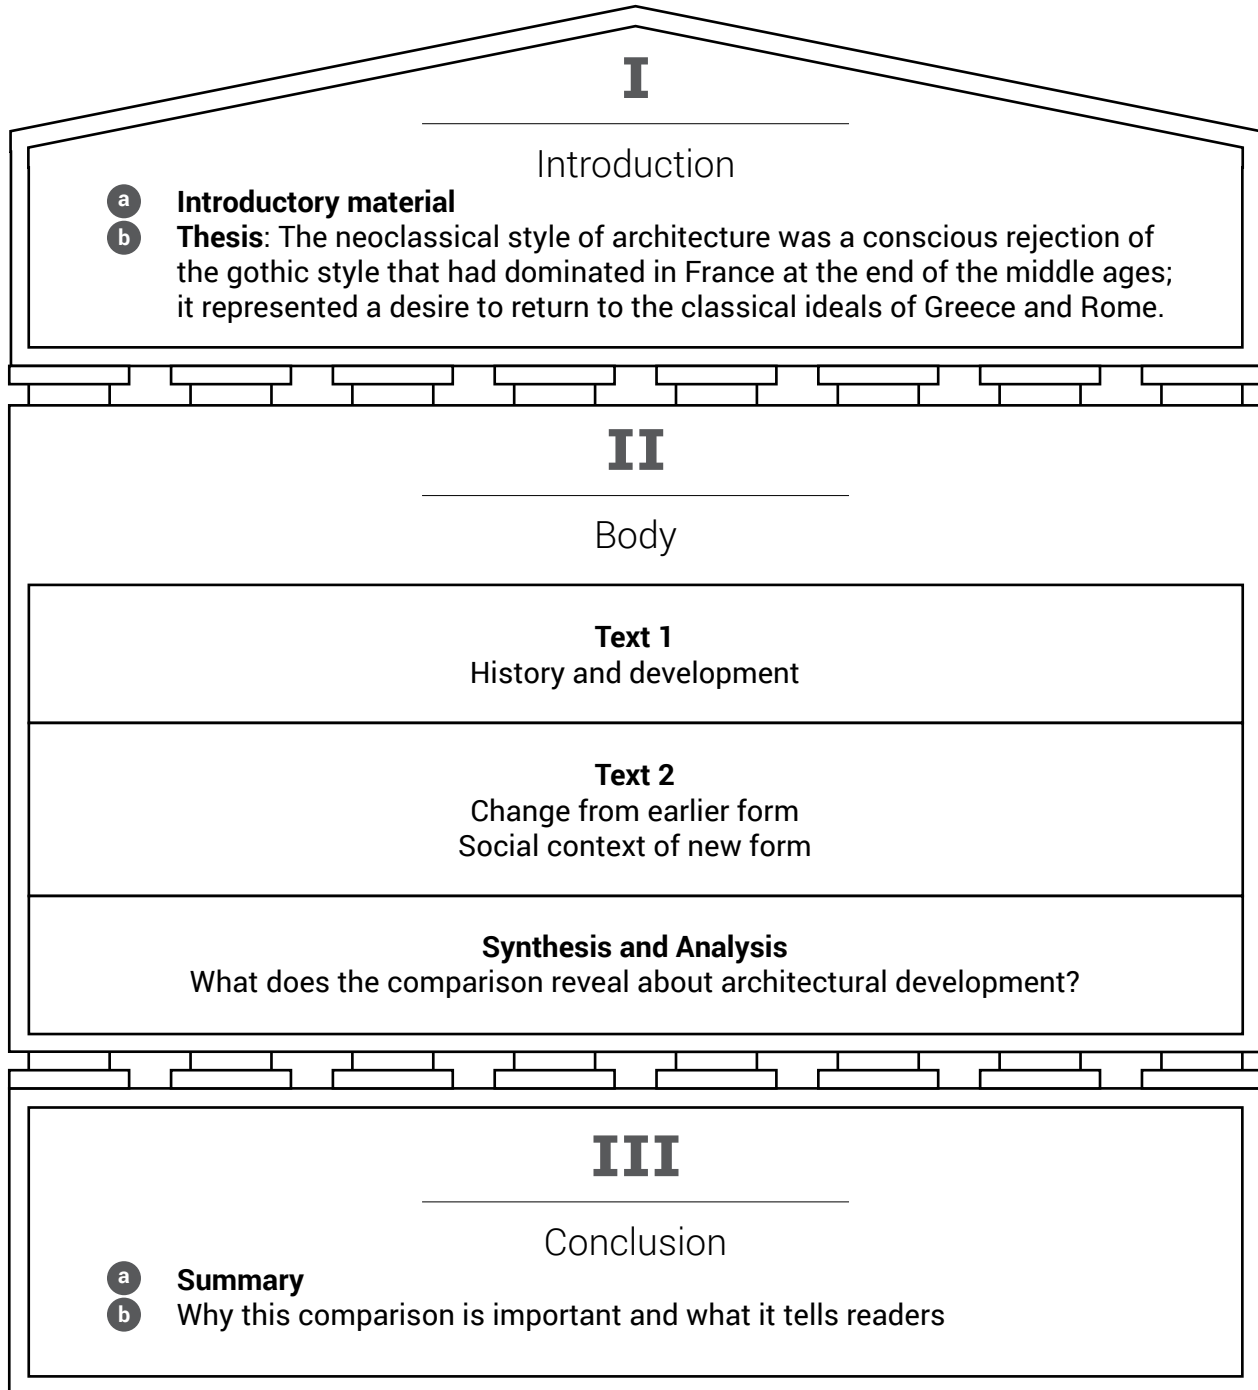 I
Introduction
a Introductory material
b Thesis: The neoclassical style of architecture was a conscious rejection of
the gothic style that had dominated in France at the end of the middle ages;
it represented a desire to return to the classical ideals of Greece and Rome.
II
Body
Text 1
History and development
Text 2
Change from earlier form
Social context of new form
Synthesis and Analysis
What does the comparison reveal about architectural development?
III
Conclusion
a Summary
b Why this comparison is important and what it tells readers